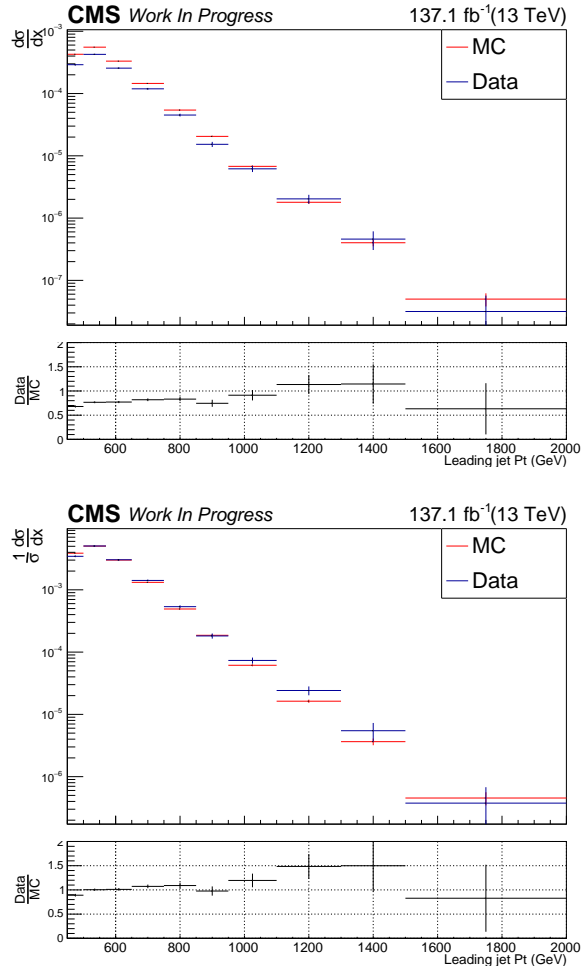 CMS Work In Progress 137.1 fb⁻¹(13 TeV)
dσ
dx
MC
Data
10⁻³
10⁻⁴
10⁻⁵
10⁻⁶
10⁻⁷
Data
MC
2
1.5
1
0.5
0
600 800 1000 1200 1400 1600 1800 2000
Leading jet Pt (GeV)
CMS Work In Progress 137.1 fb⁻¹(13 TeV)
1 dσ
σ dx
MC
Data
10⁻³
10⁻⁴
10⁻⁵
10⁻⁶
Data
MC
2
1.5
1
0.5
0
600 800 1000 1200 1400 1600 1800 2000
Leading jet Pt (GeV)